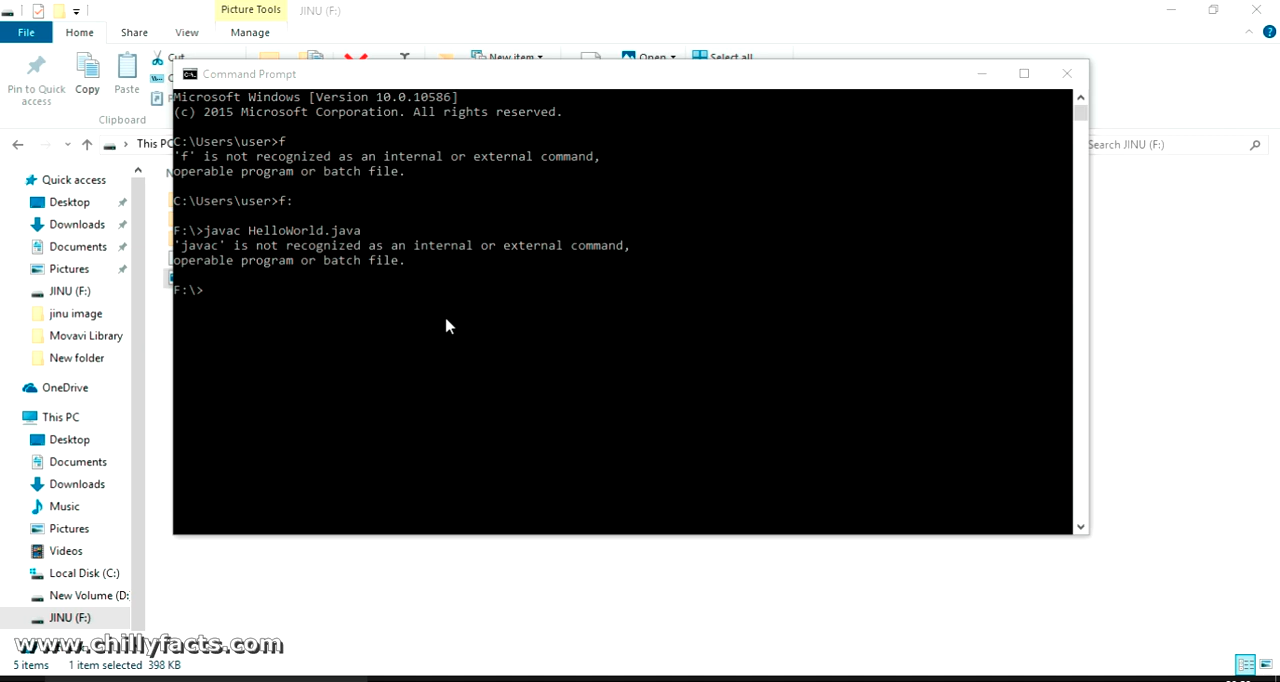 Picture Tools
JINU (F:)
File
Home
Share
View
Manage
Cut
New item
Open
Select all
Pin to Quick
access
Copy
Paste
Clipboard
Command Prompt
Microsoft Windows [Version 10.0.10586]
(c) 2015 Microsoft Corporation. All rights reserved.
C:\Users\user>f
'f' is not recognized as an internal or external command,
operable program or batch file.
C:\Users\user>f:
F:\>javac HelloWorld.java
'javac' is not recognized as an internal or external command,
operable program or batch file.
F:\>
This PC
Search JINU (F:)
Quick access
Desktop
Downloads
Documents
Pictures
JINU (F:)
jinu image
Movavi Library
New folder
OneDrive
This PC
Desktop
Documents
Downloads
Music
Pictures
Videos
Local Disk (C:)
New Volume (D:
JINU (F:)
www.chillyfacts.com
5 items
1 item selected 398 KB